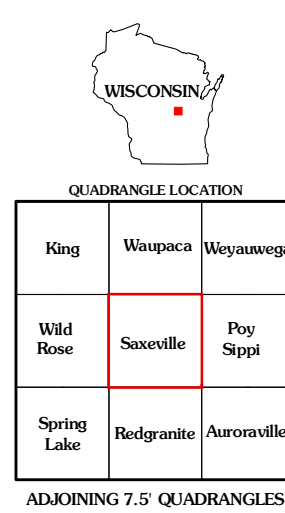 WISCONSIN
QUADRANGLE LOCATION
King Waupaca Weyauwega
Wild Rose Saxeville Poy Sippi
Spring Lake Redgranite Auroraville
ADJOINING 7.5' QUADRANGLES